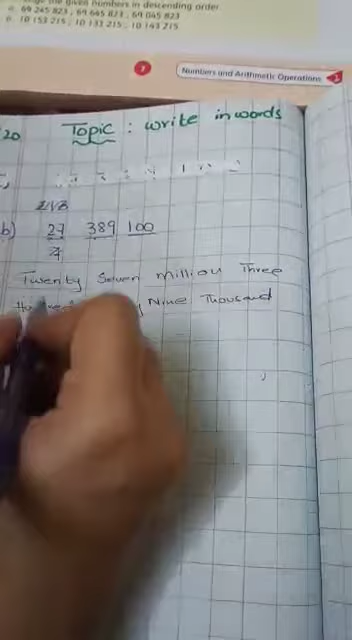 the given numbers in descending order
a. 69 245 823 , 69 645 823 , 69 045 823
10 153 215 , 10 133 215 , 10 143 215
7 Numbers and Arithmetic Operations 1
20 Topic : write in words
b) 27 389 100
Twenty Seven Million Three
Nine Thousand